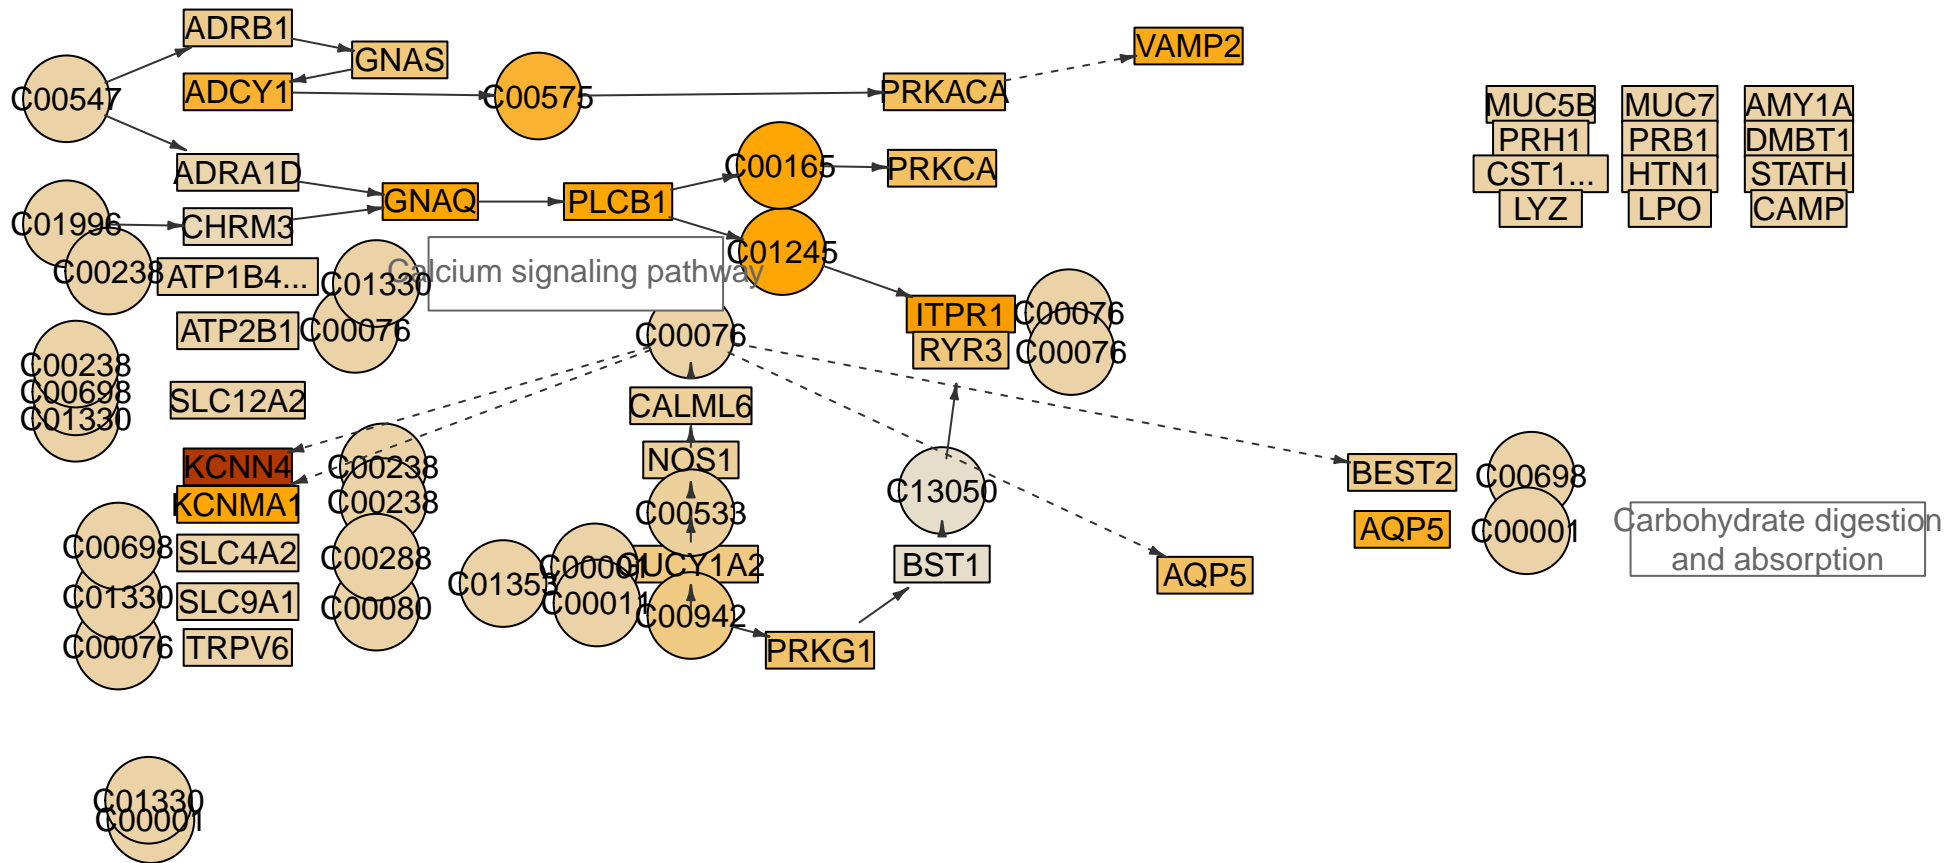 ADRB1
GNAS
VAMP2
C00547
ADCY1
C00575
PRKACA
MUC5B
MUC7
AMY1A
PRH1
PRB1
DMBT1
ADRA1D
C00165
PRKCA
CST1...
HTN1
STATH
GNAQ
PLCB1
LYZ
LPO
CAMP
C01996
CHRM3
C01245
C00238
ATP1B4...
C01330
Calcium signaling pathway
ATP2B1
C00076
C00076
ITPR1
C00076
RYR3
C00076
C00238
C00698
C01330
SLC12A2
CALML6
KCNN4
C00238
NOS1
C13050
BEST2
C00698
KCNMA1
C00238
C00533
AQP5
C00001
Carbohydrate digestion
and absorption
C00698
SLC4A2
C00288
C01353
C00001
GUCY1A2
BST1
AQP5
C01330
SLC9A1
C00080
C00011
C00942
C00076
TRPV6
PRKG1
C01330
C00001